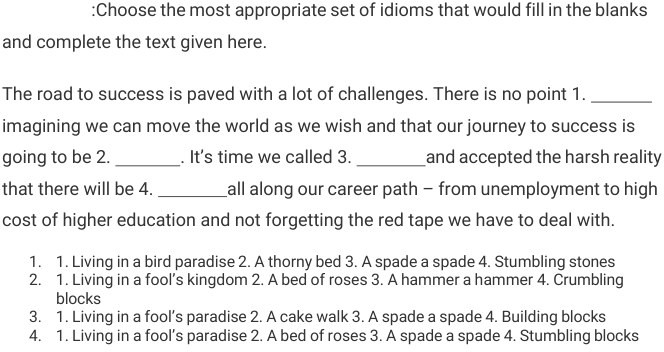 :Choose the most appropriate set of idioms that would fill in the blanks
and complete the text given here.
The road to success is paved with a lot of challenges. There is no point 1. _______
imagining we can move the world as we wish and that our journey to success is
going to be 2. _______. It’s time we called 3. ________and accepted the harsh reality
that there will be 4. ________all along our career path – from unemployment to high
cost of higher education and not forgetting the red tape we have to deal with.
1. 1. Living in a bird paradise 2. A thorny bed 3. A spade a spade 4. Stumbling stones
2. 1. Living in a fool’s kingdom 2. A bed of roses 3. A hammer a hammer 4. Crumbling
blocks
3. 1. Living in a fool’s paradise 2. A cake walk 3. A spade a spade 4. Building blocks
4. 1. Living in a fool’s paradise 2. A bed of roses 3. A spade a spade 4. Stumbling blocks